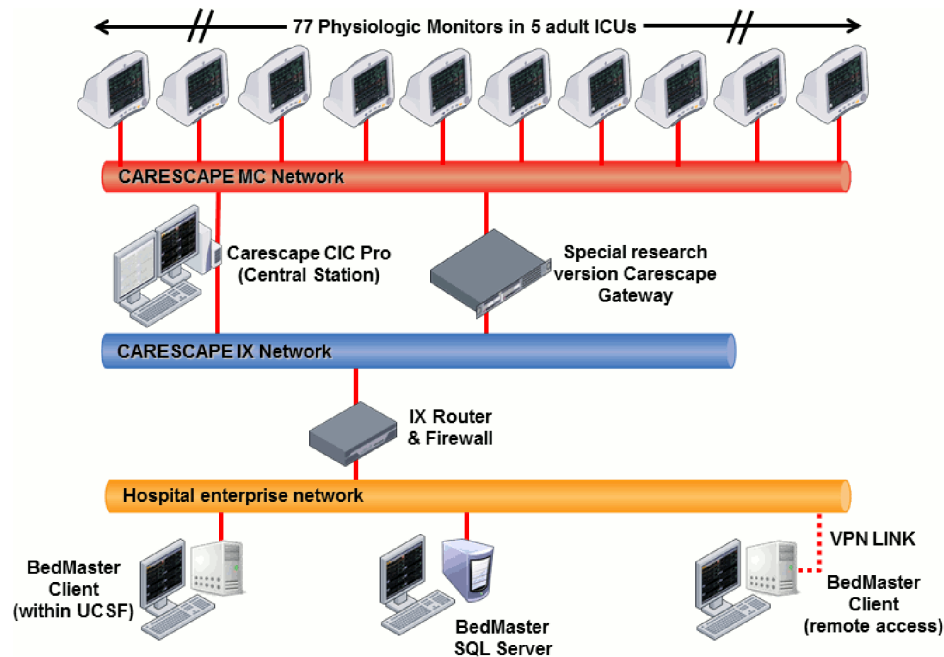 77 Physiologic Monitors in 5 adult ICUs
CARESCAPE MC Network
Carescape CIC Pro
(Central Station)
Special research
version Carescape
Gateway
CARESCAPE IX Network
IX Router
& Firewall
Hospital enterprise network
BedMaster
Client
(within UCSF)
BedMaster
SQL Server
VPN LINK
BedMaster
Client
(remote access)